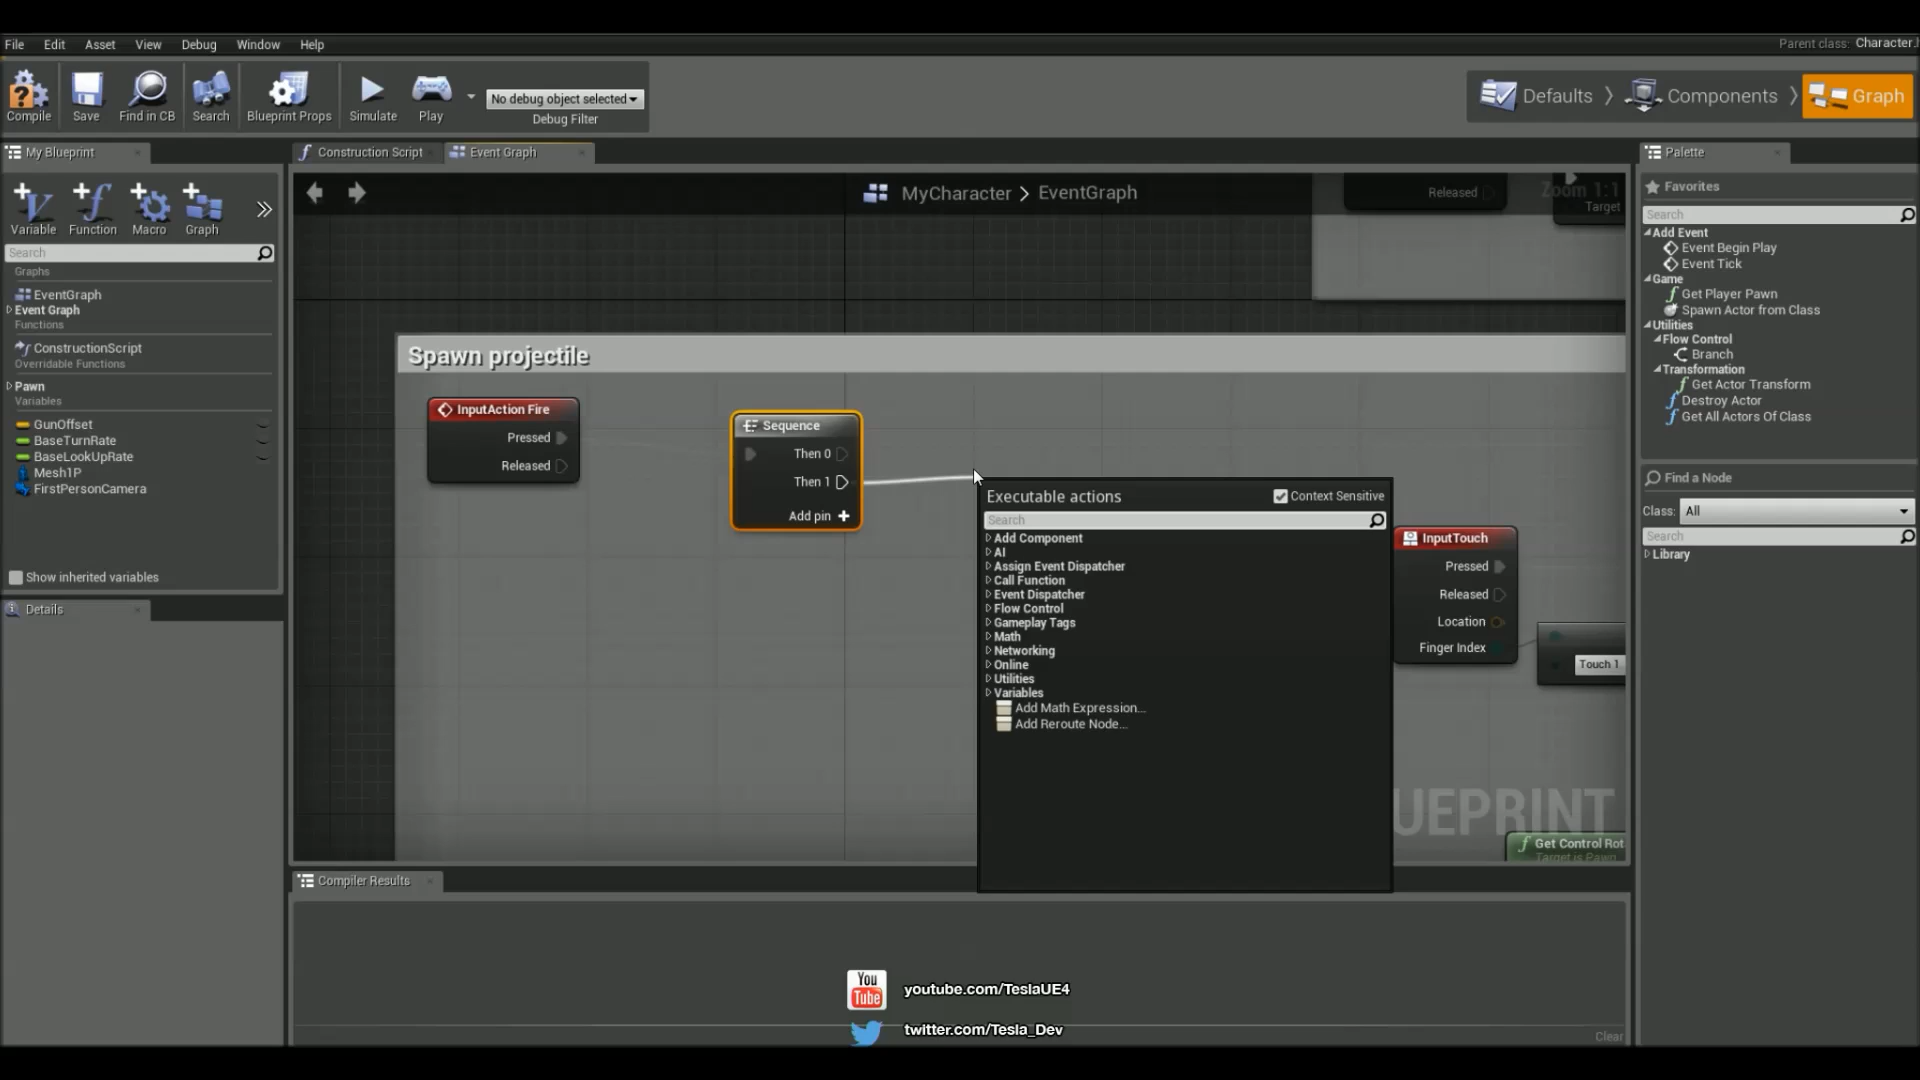 File Edit Asset View Debug Window Help
Parent class: Character.
Compile Save Find in CB Search Blueprint Props Simulate Play
No debug object selected
Debug Filter
Defaults Components Graph
My Blueprint
Construction Script Event Graph
Palette
Variable Function Macro Graph
Search
Graphs
EventGraph
Event Graph
Functions
ConstructionScript
Overridable Functions
Pawn
Variables
GunOffset
BaseTurnRate
BaseLookUpRate
Mesh1P
FirstPersonCamera
Show inherited variables
Details
MyCharacter > EventGraph
Zoom 1:1
Released
Target
Spawn projectile
InputAction Fire
Pressed
Released
Sequence
Then 0
Then 1
Add pin
Executable actions
Context Sensitive
Search
Add Component
AI
Assign Event Dispatcher
Call Function
Event Dispatcher
Flow Control
Gameplay Tags
Math
Networking
Online
Utilities
Variables
Add Math Expression...
Add Reroute Node...
InputTouch
Pressed
Released
Location
Finger Index
Touch 1
UEPRINT
Get Control Rot
Target is Pawn
Favorites
Search
Add Event
Event Begin Play
Event Tick
Game
Get Player Pawn
Spawn Actor from Class
Utilities
Flow Control
Branch
Transformation
Get Actor Transform
Destroy Actor
Get All Actors Of Class
Find a Node
Class: All
Search
Library
Compiler Results
You
Tube
youtube.com/TeslaUE4
twitter.com/Tesla_Dev
Clear